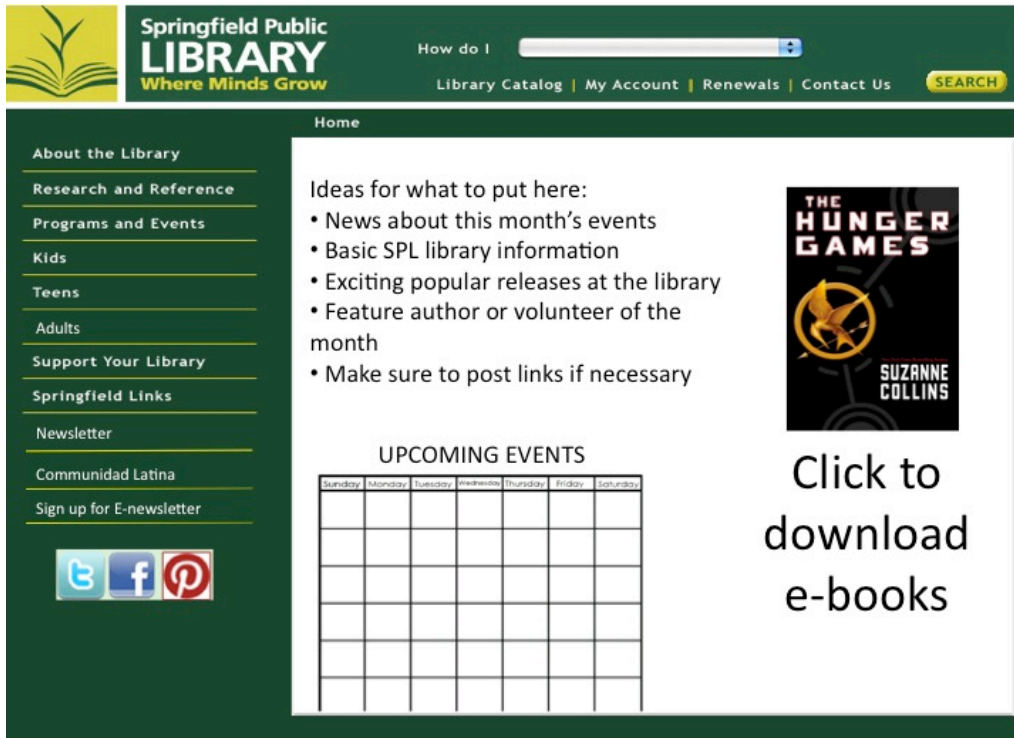 Springfield Public
LIBRARY
Where Minds Grow
How do I
Library Catalog | My Account | Renewals | Contact Us
SEARCH
Home
About the Library
Research and Reference
Programs and Events
Kids
Teens
Adults
Support Your Library
Springfield Links
Newsletter
Communidad Latina
Sign up for E-newsletter
Ideas for what to put here:
• News about this month's events
• Basic SPL library information
• Exciting popular releases at the library
• Feature author or volunteer of the
month
• Make sure to post links if necessary
UPCOMING EVENTS
Sunday Monday Tuesday Wednesday Thursday Friday Saturday
THE
HUNGER
GAMES
SUZANNE
COLLINS
Click to
download
e-books